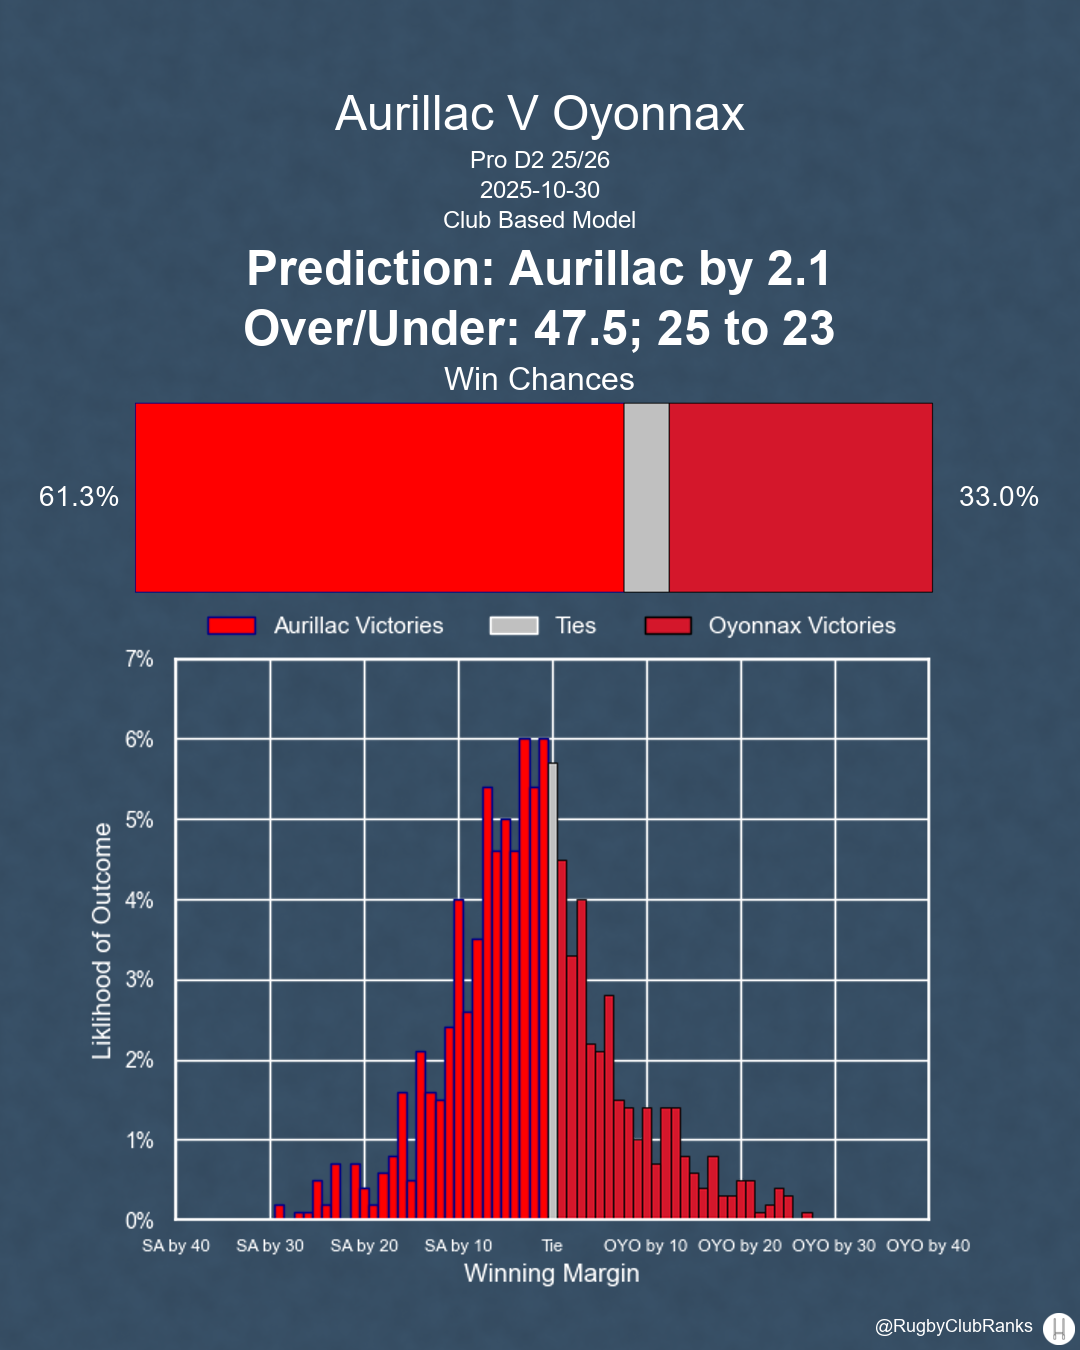 Aurillac V Oyonnax
Pro D2 25/26
2025-10-30
Club Based Model
Prediction: Aurillac by 2.1
Over/Under: 47.5; 25 to 23
Win Chances
61.3%
33.0%
Aurillac Victories
Ties
Oyonnax Victories
7%
6%
5%
4%
3%
2%
1%
0%
Liklihood of Outcome
SA by 40
SA by 30
SA by 20
SA by 10
Tie
OYO by 10
OYO by 20
OYO by 30
OYO by 40
Winning Margin
@RugbyClubRanks